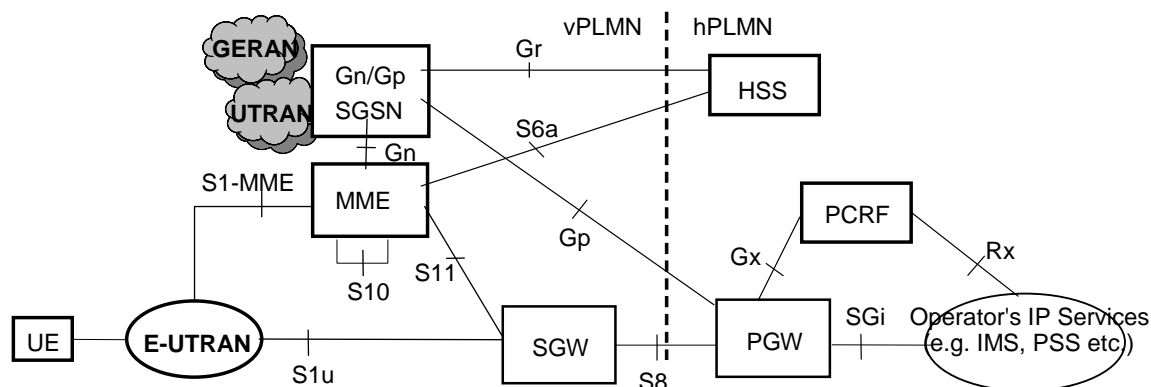 vPLMN
hPLMN
GERAN
Gr
Gn/Gp
SGSN
HSS
UTRAN
S6a
Gn
S1-MME
MME
PCRF
Gp
Gx
Rx
S10
S11
SGi
Operator's IP Services
(e.g. IMS, PSS etc.)
UE
E-UTRAN
SGW
PGW
S1u
S8